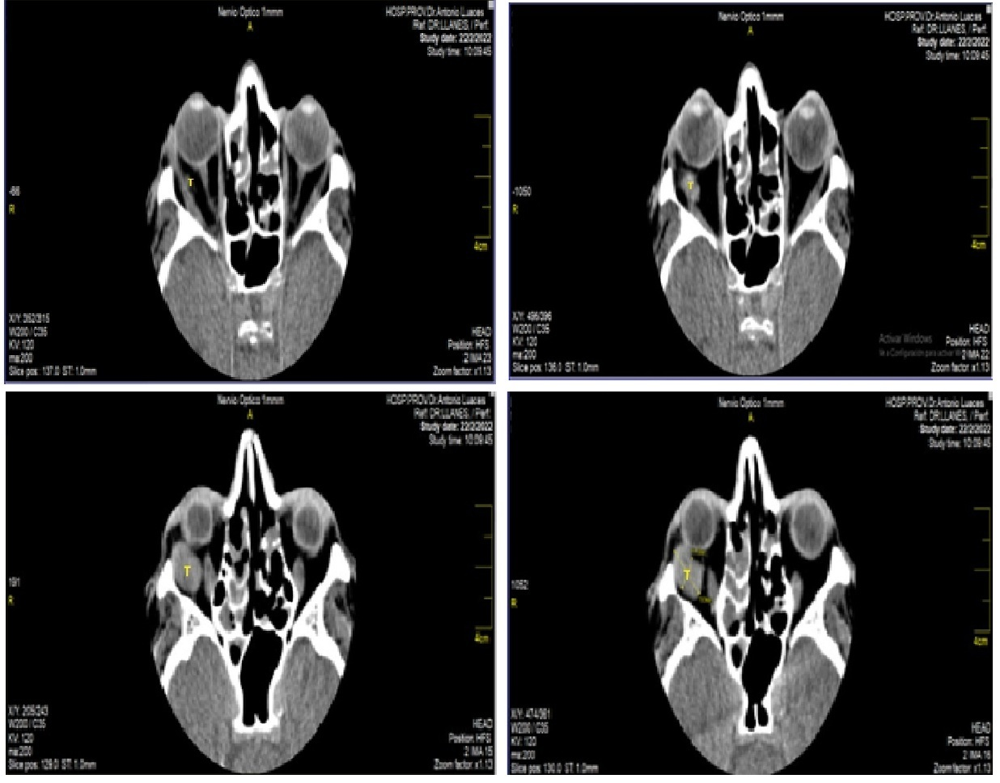 Nervio Optico 1mmm
HOSP.PROV.Dr.Antonio Luaces
Ref: DR:LLANES, / Perf:
Study date: 22/2/2022
Study time: 10:09:45
A
T
-86
R
4cm
X/Y: 352/315
W200 / C35
KV: 120
ma:200
Slice pos: 137.0 ST: 1.0mm
HEAD
Position: HFS
2 IMA 23
Zoom factor: x1.13
Nervio Optico 1mmm
HOSP.PROV.Dr.Antonio Luaces
Ref: DR:LLANES, / Perf:
Study date: 22/2/2022
Study time: 10:09:45
A
T
-1050
R
4cm
X/Y: 496/396
W200 / C35
KV: 120
ma:200
Slice pos: 136.0 ST: 1.0mm
Activar Windows
HEAD
Position: HFS
2 IMA 22
Zoom factor: x1.13
Nervio Optico 1mmm
HOSP.PROV.Dr.Antonio Luaces
Ref: DR:LLANES, / Perf:
Study date: 22/2/2022
Study time: 10:09:45
A
T
191
R
4cm
X/Y: 205/243
W200 / C35
KV: 120
ma:200
Slice pos: 129.0 ST: 1.0mm
HEAD
Position: HFS
2 IMA 15
Zoom factor: x1.13
Nervio Optico 1mmm
HOSP.PROV.Dr.Antonio Luaces
Ref: DR:LLANES, / Perf:
Study date: 22/2/2022
Study time: 10:09:45
A
T
1052
R
4cm
X/Y: 474/361
W200 / C35
KV: 120
ma:200
Slice pos: 130.0 ST: 1.0mm
HEAD
Position: HFS
2 IMA 16
Zoom factor: x1.13